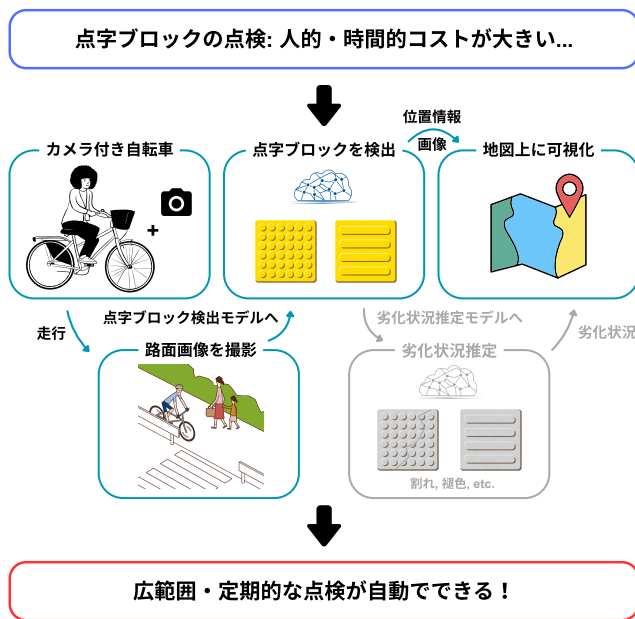 点字ブロックの点検: 人的・時間的コストが大きい...
位置情報
画像
カメラ付き自転車
点字ブロックを検出
地図上に可視化
+
走行
点字ブロック検出モデルへ
劣化状況推定モデルへ
劣化状況
路面画像を撮影
劣化状況推定
割れ, 褪色, etc.
広範囲・定期的な点検が自動でできる！